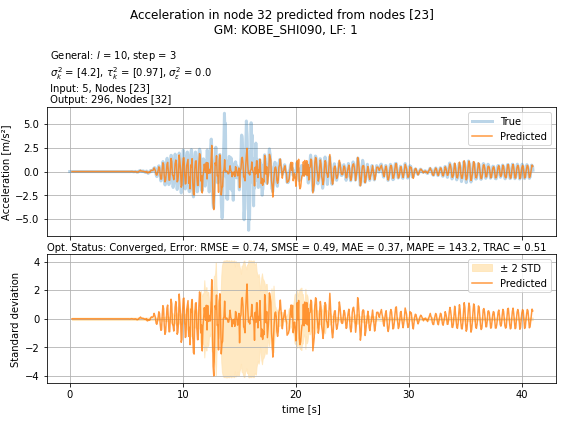 Acceleration in node 32 predicted from nodes [23]
GM: KOBE_SHI090, LF: 1
General: l = 10, step = 3
σ²ₖ = [4.2], τ²ₖ = [0.97], σ²ε = 0.0
Input: 5, Nodes [23]
Output: 296, Nodes [32]
Acceleration [m/s²]
5.0
2.5
0.0
−2.5
−5.0
True
Predicted
Opt. Status: Converged, Error: RMSE = 0.74, SMSE = 0.49, MAE = 0.37, MAPE = 143.2, TRAC = 0.51
Standard deviation
4
2
0
−2
−4
± 2 STD
Predicted
0 10 20 30 40
time [s]